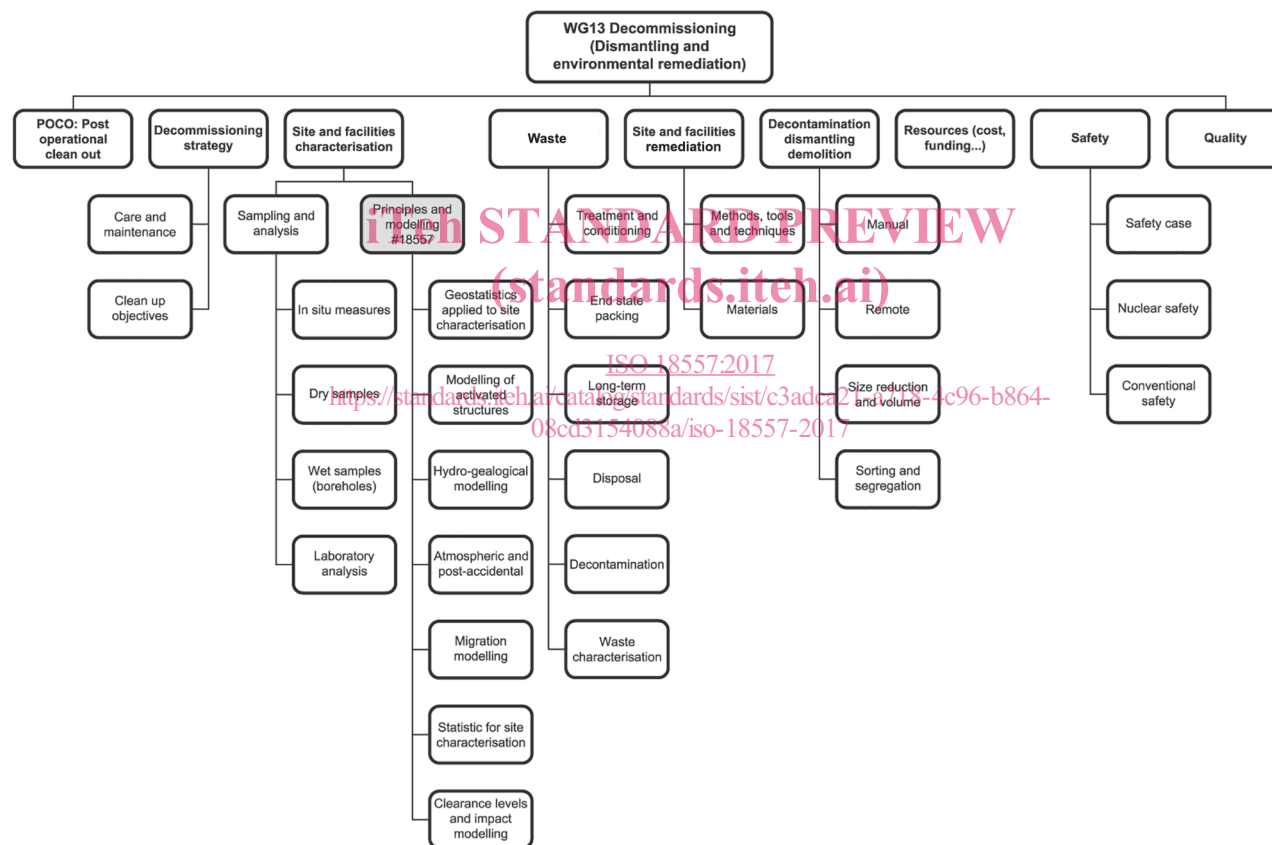 WG13 Decommissioning
(Dismantling and
environmental remediation)
POCO: Post
operational
clean out
Decommissioning
strategy
Site and facilities
characterisation
Waste
Site and facilities
remediation
Decontamination
dismantling
demolition
Resources (cost,
funding...)
Safety
Quality
Care and
maintenance
Clean up
objectives
Sampling and
analysis
In situ measures
Dry samples
Wet samples
(boreholes)
Laboratory
analysis
Principles and
modelling
#18557
Geostatistics
applied to site
characterisation
Modelling of
activated
structures
Hydro-gealogical
modelling
Atmospheric and
post-accidental
Migration
modelling
Statistic for site
characterisation
Clearance levels
and impact
modelling
Treatment and
conditioning
End state
packing
Long-term
storage
Disposal
Decontamination
Waste
characterisation
Methods, tools
and techniques
Materials
Manual
Remote
Size reduction
and volume
Sorting and
segregation
Safety case
Nuclear safety
Conventional
safety
iTeh STANDARD PREVIEW
(standards.iteh.ai)
ISO 18557:2017
https://standards.iteh.ai/catalog/standards/sist/c3adca21-a718-4c96-b864-
08cd3154088a/iso-18557-2017